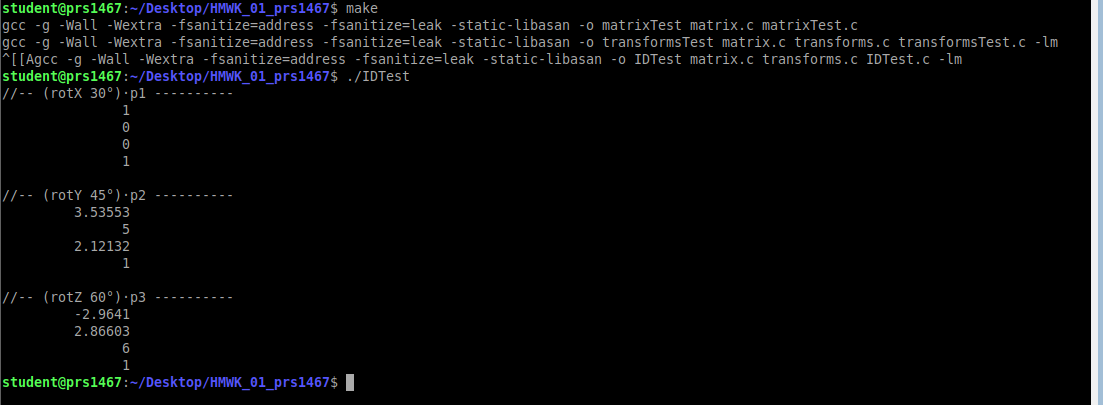 student@prs1467:~/Desktop/HMWK_01_prs1467$ make
gcc -g -Wall -Wextra -fsanitize=address -fsanitize=leak -static-libasan -o matrixTest matrix.c matrixTest.c
gcc -g -Wall -Wextra -fsanitize=address -fsanitize=leak -static-libasan -o transformsTest matrix.c transforms.c transformsTest.c -lm
^[[Agcc -g -Wall -Wextra -fsanitize=address -fsanitize=leak -static-libasan -o IDTest matrix.c transforms.c IDTest.c -lm
student@prs1467:~/Desktop/HMWK_01_prs1467$ ./IDTest
//-- (rotX 30°)·p1 ----------
1
0
0
1
//-- (rotY 45°)·p2 ----------
3.53553
5
2.12132
1
//-- (rotZ 60°)·p3 ----------
-2.9641
2.86603
6
1
student@prs1467:~/Desktop/HMWK_01_prs1467$